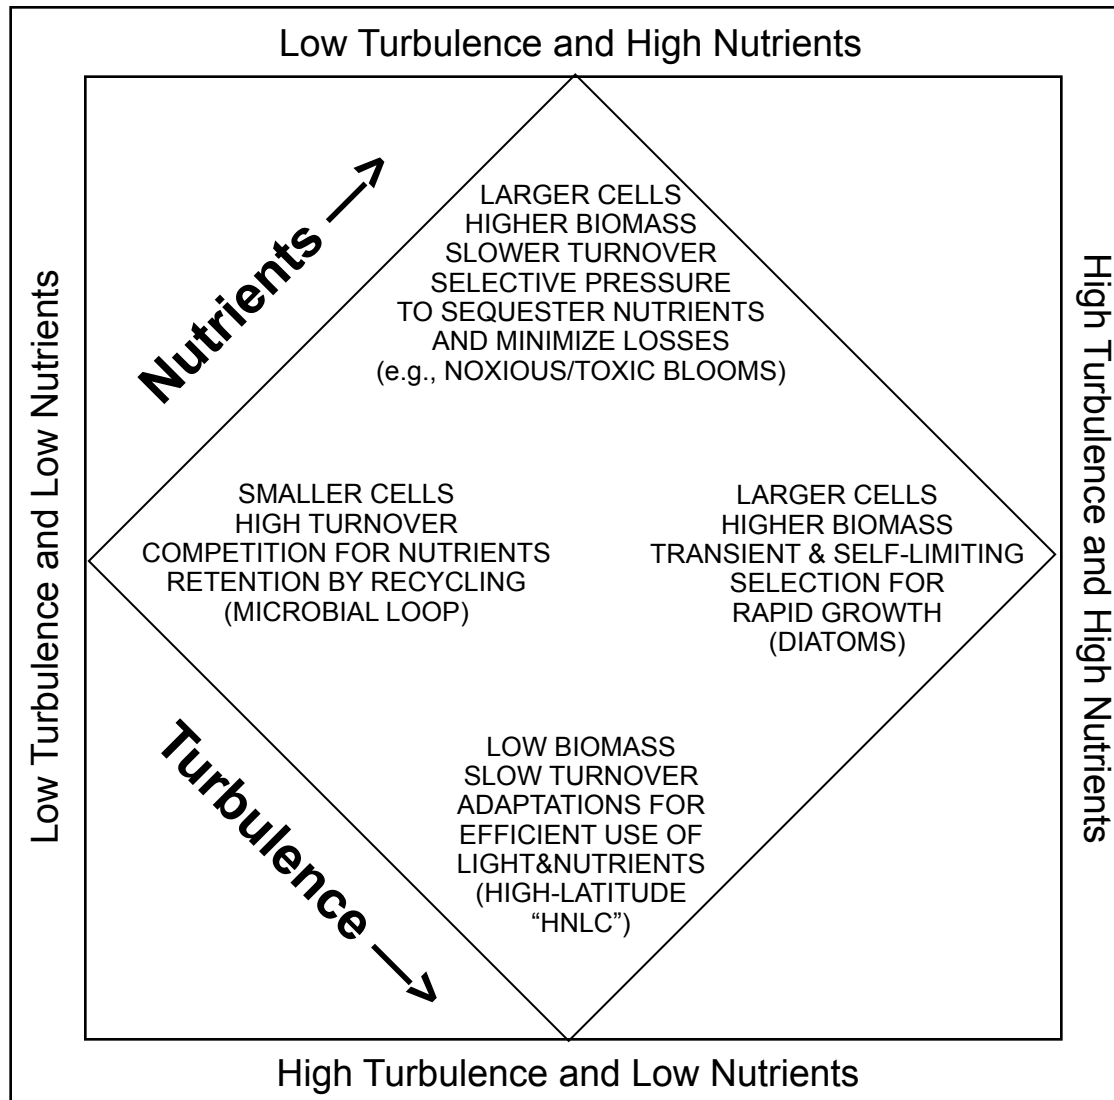 Low Turbulence and High Nutrients
Nutrients —>
LARGER CELLS
HIGHER BIOMASS
SLOWER TURNOVER
SELECTIVE PRESSURE
TO SEQUESTER NUTRIENTS
AND MINIMIZE LOSSES
(e.g., NOXIOUS/TOXIC BLOOMS)
Low Turbulence and Low Nutrients
High Turbulence and High Nutrients
SMALLER CELLS
HIGH TURNOVER
COMPETITION FOR NUTRIENTS
RETENTION BY RECYCLING
(MICROBIAL LOOP)
LARGER CELLS
HIGHER BIOMASS
TRANSIENT & SELF-LIMITING
SELECTION FOR
RAPID GROWTH
(DIATOMS)
Turbulence —>
LOW BIOMASS
SLOW TURNOVER
ADAPTATIONS FOR
EFFICIENT USE OF
LIGHT&NUTRIENTS
(HIGH-LATITUDE
“HNLC”)
High Turbulence and Low Nutrients